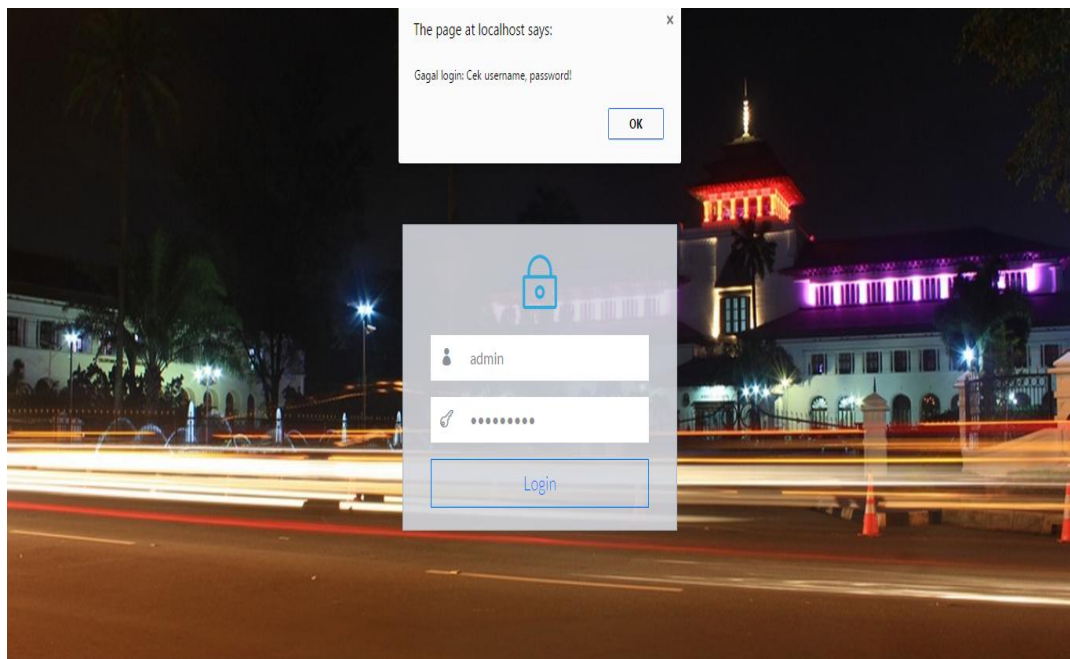 The page at localhost says:
x
Gagal login: Cek username, password!
OK
admin
•••••••••
Login